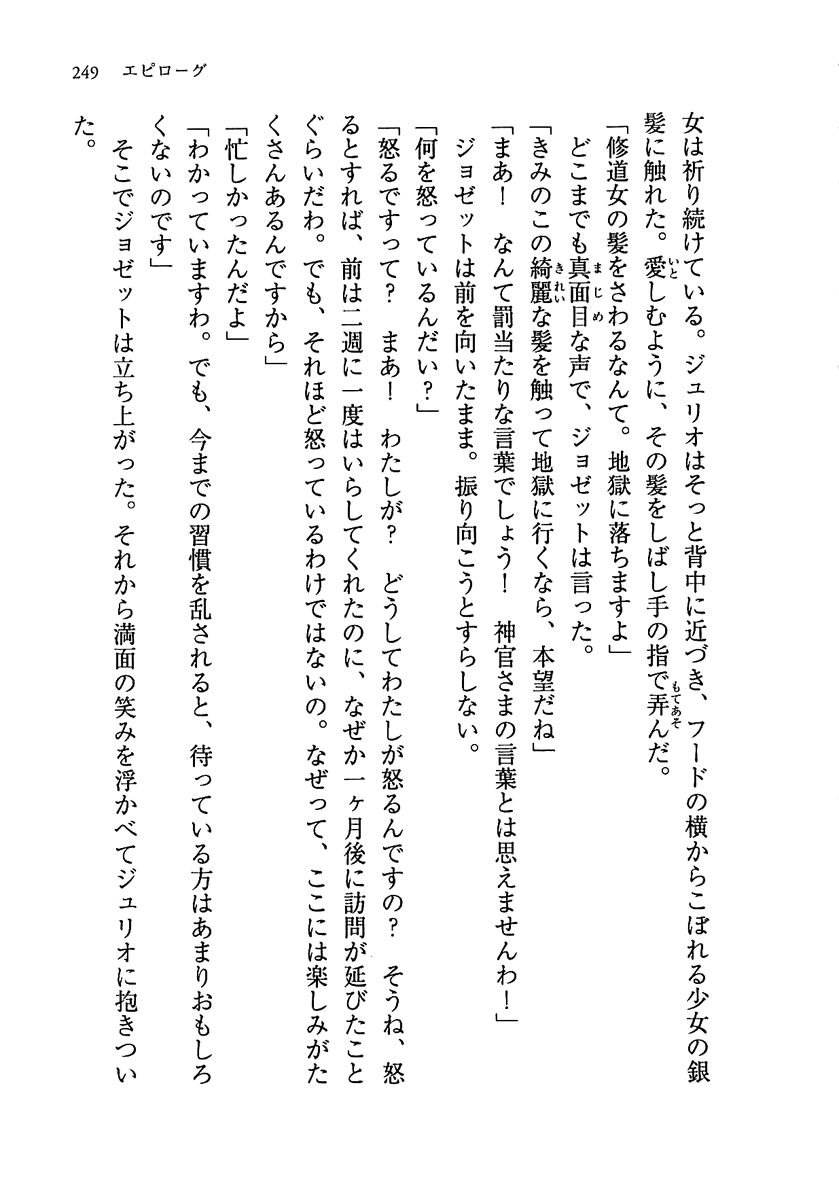 249　エピローグ
女は祈り続けている。ジュリオはそっと背中に近づき、フードの横からこぼれる少女の銀
髪に触れた。愛しむように、その髪をしばし手の指で弄んだ。
「修道女の髪をさわるなんて。地獄に落ちますよ」
どこまでも真面目な声で、ジョゼットは言った。
「きみのこの綺麗な髪を触って地獄に行くなら、本望だね」
「まあ！　なんて罰当たりな言葉でしょう！　神官さまの言葉とは思えませんわ！」
ジョゼットは前を向いたまま。振り向こうとすらしない。
「何を怒っているんだい？」
「怒るですって？　まあ！　わたしが？　どうしてわたしが怒るんですの？　そうね、怒
るとすれば、前は二週に一度はいらしてくれたのに、なぜか一ヶ月後に訪問が延びたこと
ぐらいだわ。でも、それほど怒っているわけではないの。なぜって、ここには楽しみがた
くさんあるんですから」
「忙しかったんだよ」
「わかっていますわ。でも、今までの習慣を乱されると、待っている方はあまりおもしろ
くないのです」
そこでジョゼットは立ち上がった。それから満面の笑みを浮かべてジュリオに抱きつい
た。